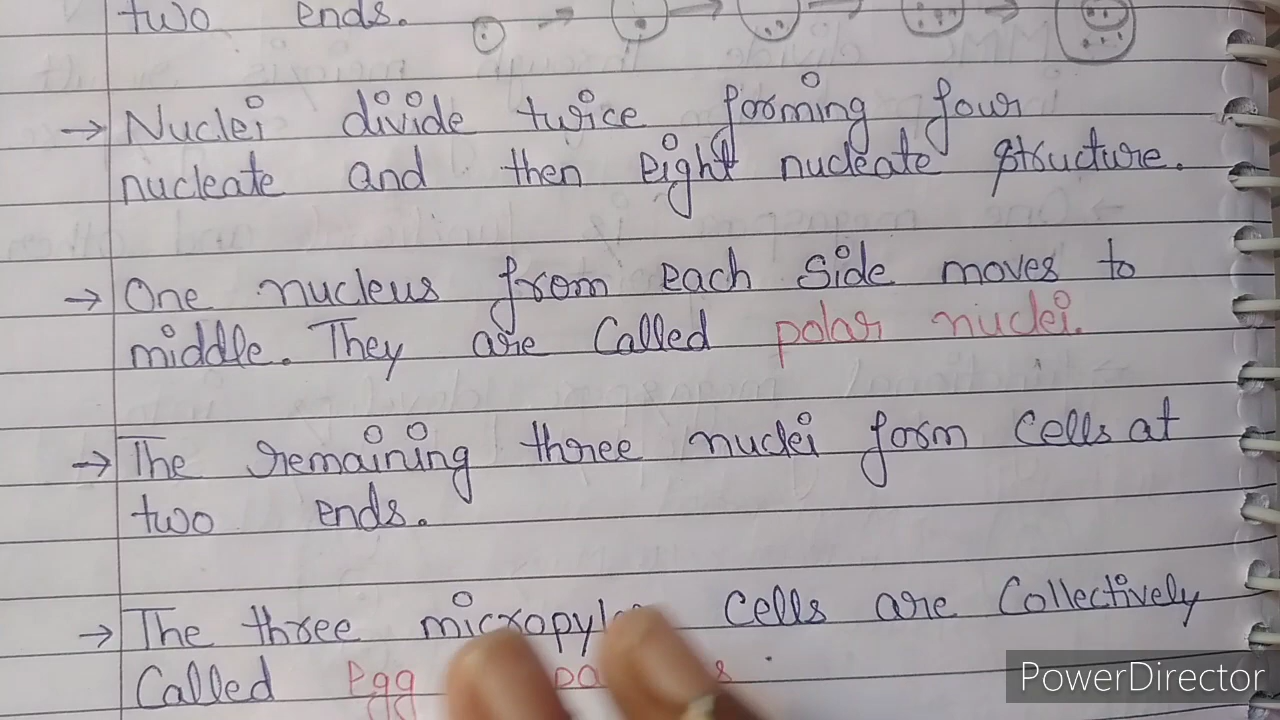 two ends.
→ Nuclei divide twice forming four
nucleate and then eight nucleate structure.
→ One nucleus from each side moves to
middle. They are called polar nuclei.
→ The remaining three nuclei form cells at
two ends.
→ The three cells are collectively
called egg
PowerDirector